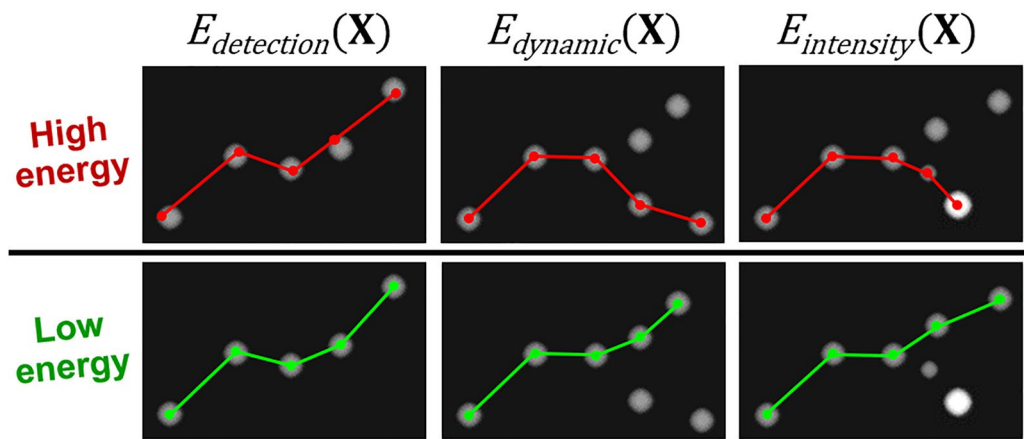 E_detection(X) E_dynamic(X) E_intensity(X)
High
energy
Low
energy